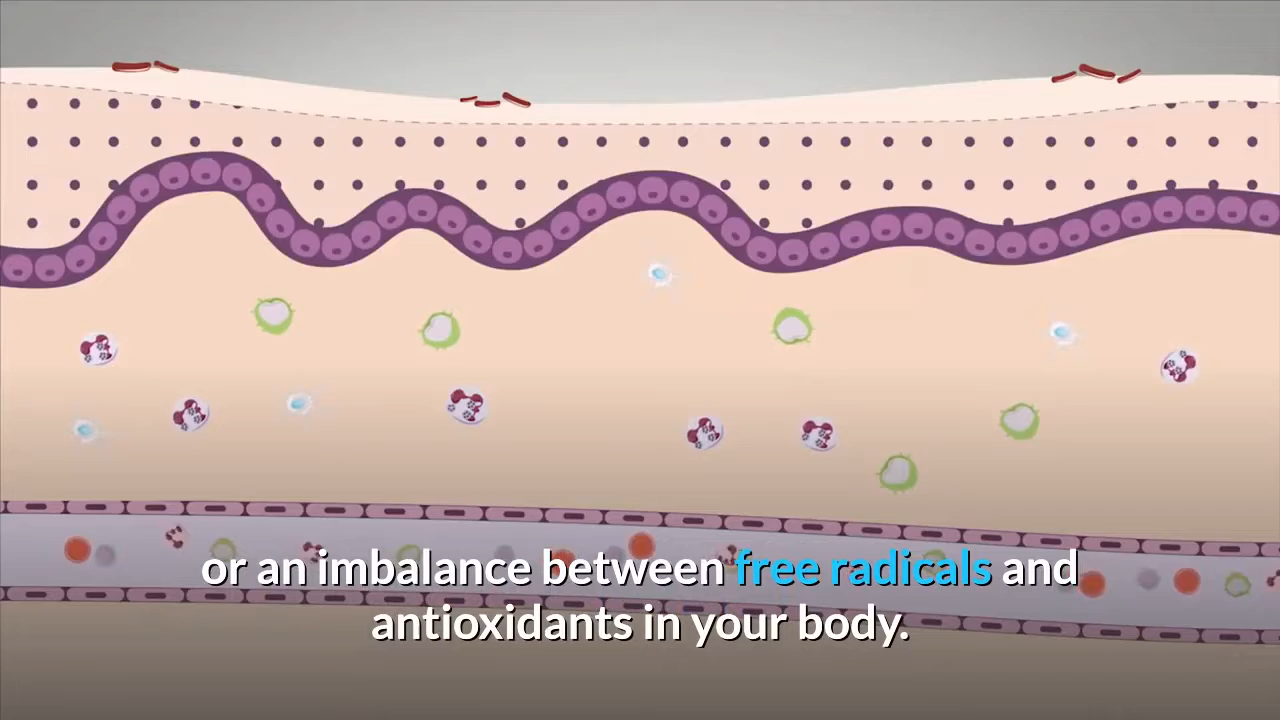 or an imbalance between free radicals and
antioxidants in your body.